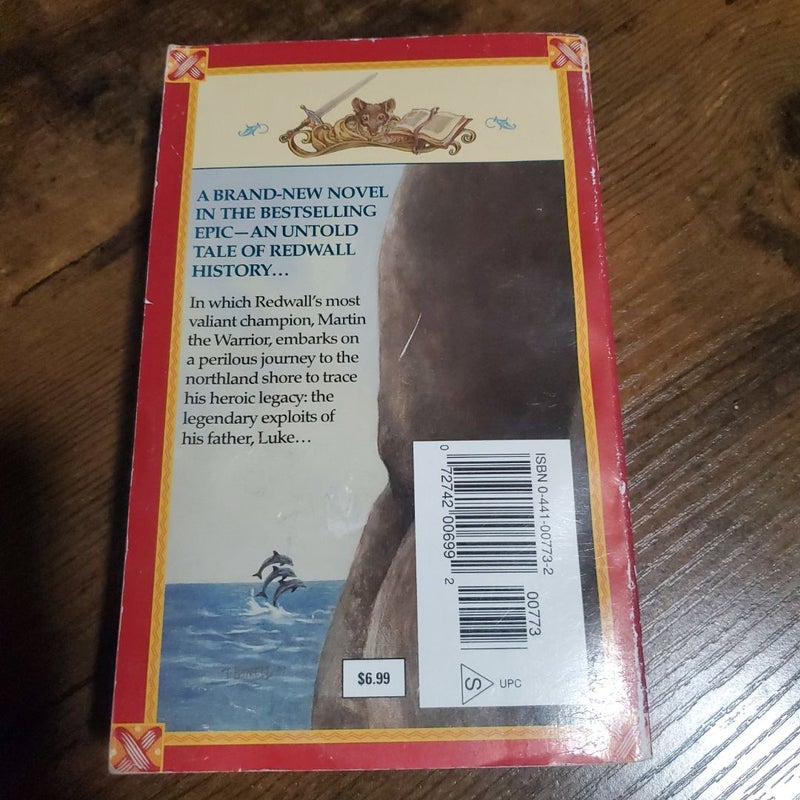 A BRAND-NEW NOVEL
IN THE BESTSELLING
EPIC—AN UNTOLD
TALE OF REDWALL
HISTORY...
In which Redwall's most
valiant champion, Martin
the Warrior, embarks on
a perilous journey to the
northland shore to trace
his heroic legacy: the
legendary exploits of
his father, Luke...
$6.99
ISBN 0-441-00773-2
0 72742 00699 2
00773
S
UPC